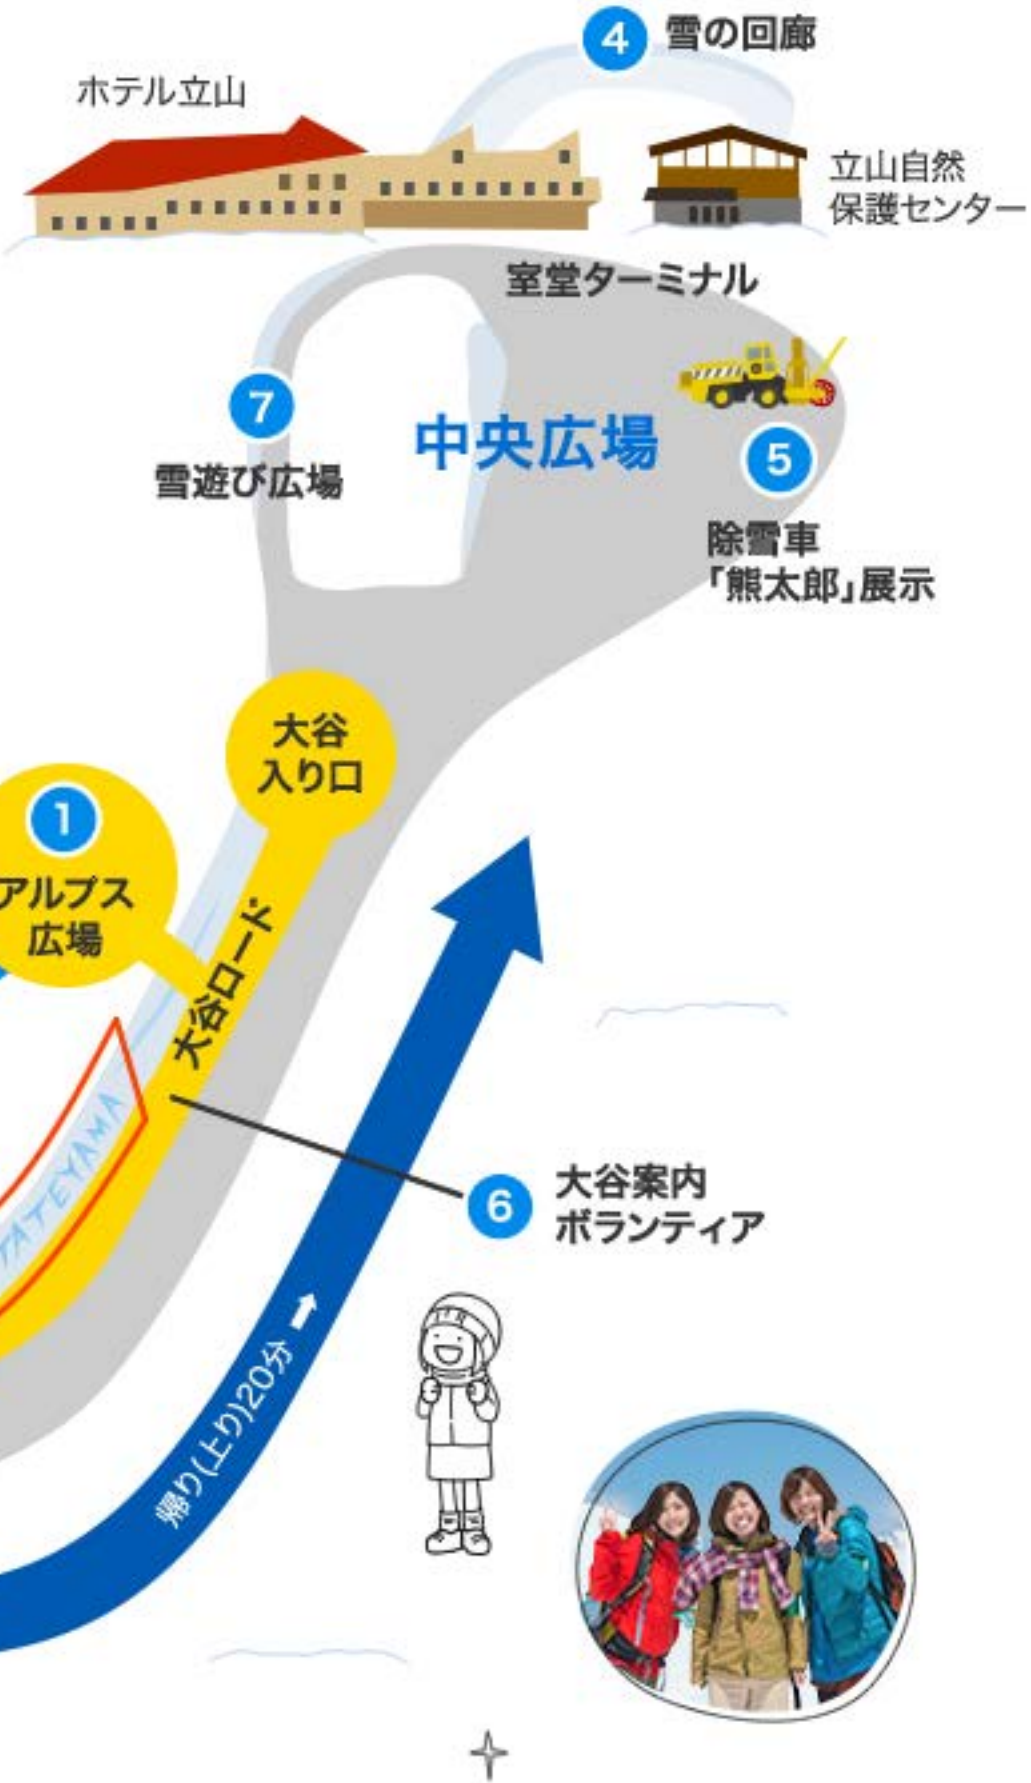 4 雪の回廊
ホテル立山
立山自然
保護センター
室堂ターミナル
7
雪遊び広場
中央広場
5
除雪車
「熊太郎」展示
大谷
入り口
1
アルプス
広場
大谷ロード
TATEYAMA
6
大谷案内
ボランティア
帰り(上り)20分➡